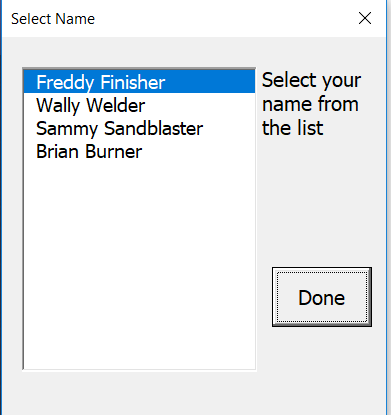 Select Name
Freddy Finisher
Wally Welder
Sammy Sandblaster
Brian Burner
Select your
name from
the list
Done